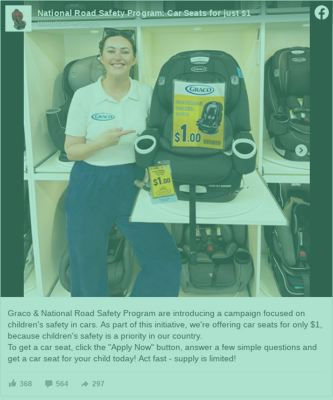 National Road Safety Program: Car Seats for just $1
GRACO
GRACO
$1.00
$1.00
Graco & National Road Safety Program are introducing a campaign focused on
children's safety in cars. As part of this initiative, we're offering car seats for only $1,
because children's safety is a priority in our country.
To get a car seat, click the "Apply Now" button, answer a few simple questions and
get a car seat for your child today! Act fast - supply is limited!
368 564 297